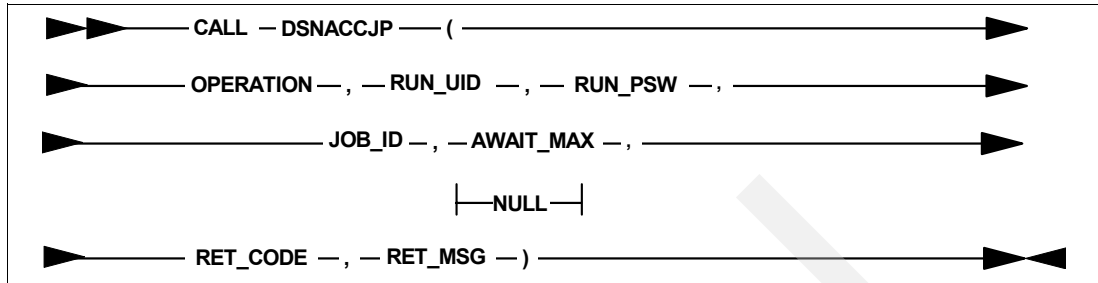 CALL — DSNACCJP — (
OPERATION — , — RUN_UID — , — RUN_PSW — ,
JOB_ID — , — AWAIT_MAX — ,
NULL
RET_CODE — , — RET_MSG — )